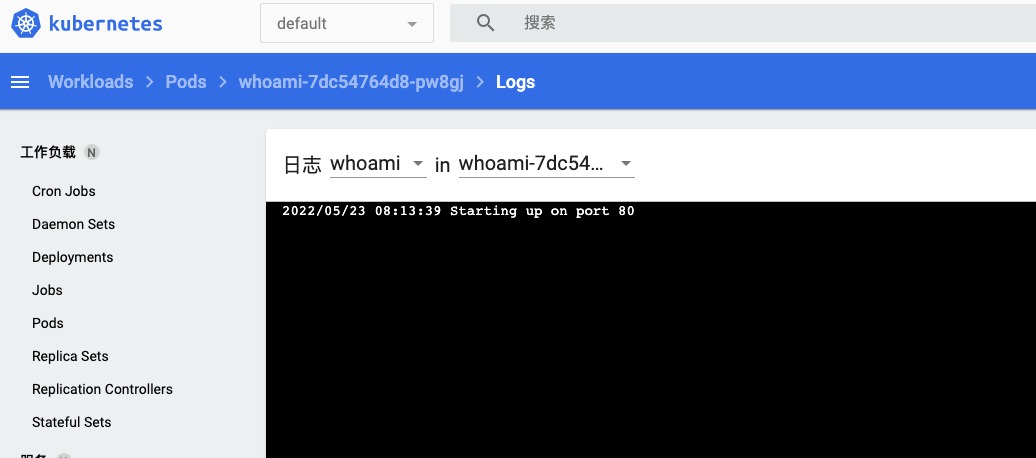 kubernetes
default
搜索
Workloads > Pods > whoami-7dc54764d8-pw8gj > Logs
工作负载 N
Cron Jobs
Daemon Sets
Deployments
Jobs
Pods
Replica Sets
Replication Controllers
Stateful Sets
日志 whoami in whoami-7dc54...
2022/05/23 08:13:39 Starting up on port 80